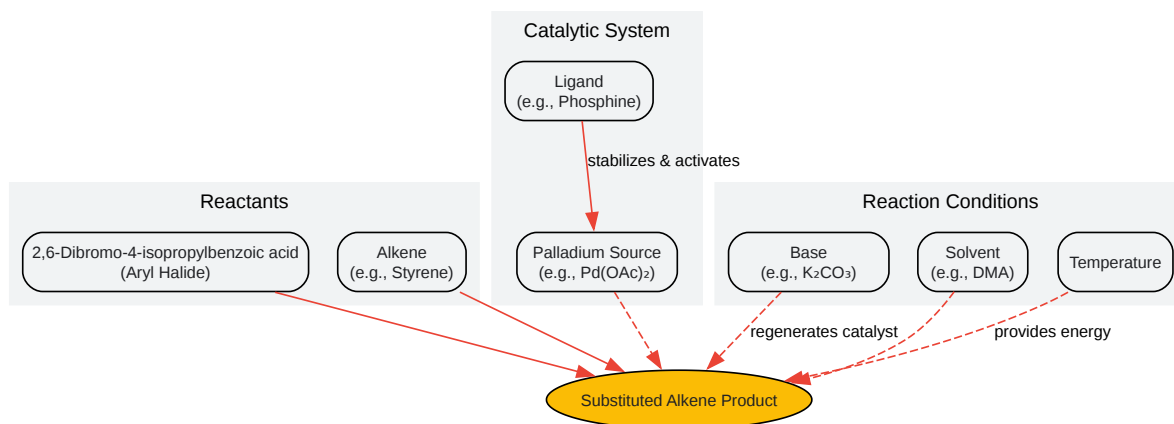 Catalytic System
Ligand
(e.g., Phosphine)
stabilizes & activates
Reactants
Reaction Conditions
2,6-Dibromo-4-isopropylbenzoic acid
(Aryl Halide)
Alkene
(e.g., Styrene)
Palladium Source
(e.g., Pd(OAc)₂)
Base
(e.g., K₂CO₃)
Solvent
(e.g., DMA)
Temperature
regenerates catalyst
provides energy
Substituted Alkene Product